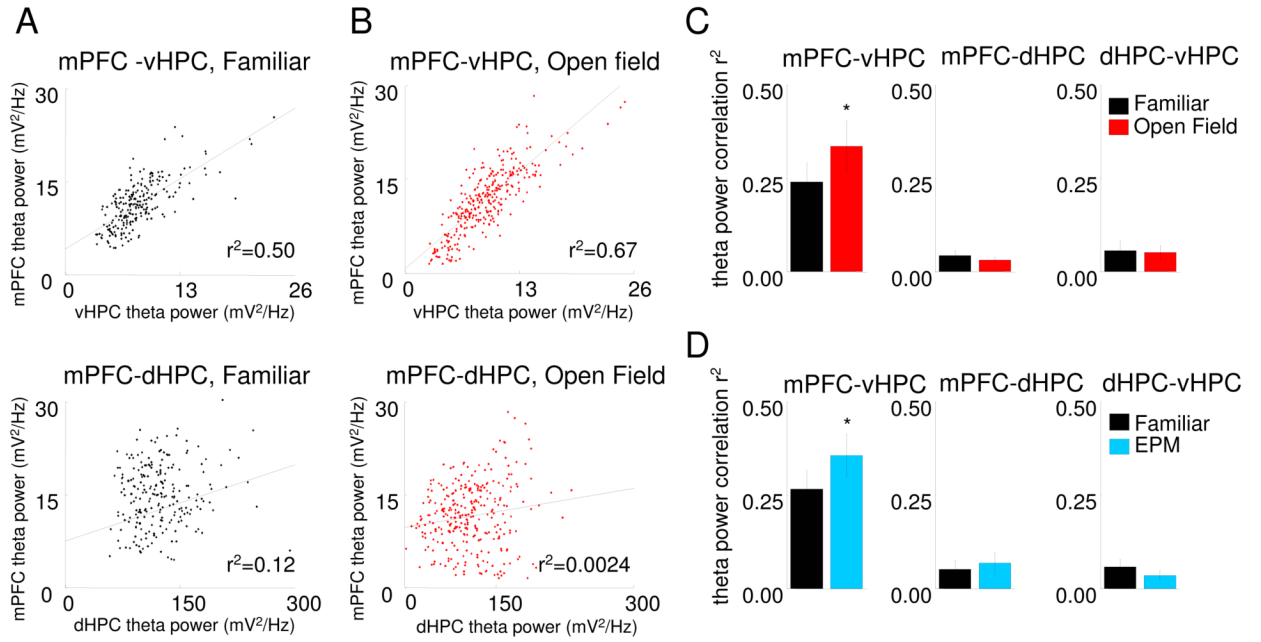 A
mPFC -vHPC, Familiar
mPFC theta power (mV²/Hz)
30
15
0
r²=0.50
0 13 26
vHPC theta power (mV²/Hz)
mPFC-dHPC, Familiar
mPFC theta power (mV²/Hz)
30
15
0
r²=0.12
0 150 300
dHPC theta power (mV²/Hz)
B
mPFC-vHPC, Open field
mPFC theta power (mV²/Hz)
30
15
0
r²=0.67
0 13 26
vHPC theta power (mV²/Hz)
mPFC-dHPC, Open Field
mPFC theta power (mV²/Hz)
30
15
0
r²=0.0024
0 150 300
dHPC theta power (mV²/Hz)
C
theta power correlation r²
mPFC-vHPC
0.50
0.25
0.00
*
mPFC-dHPC
0.50
0.25
0.00
dHPC-vHPC
0.50
0.25
0.00
Familiar
Open Field
D
theta power correlation r²
mPFC-vHPC
0.50
0.25
0.00
*
mPFC-dHPC
0.50
0.25
0.00
dHPC-vHPC
0.50
0.25
0.00
Familiar
EPM